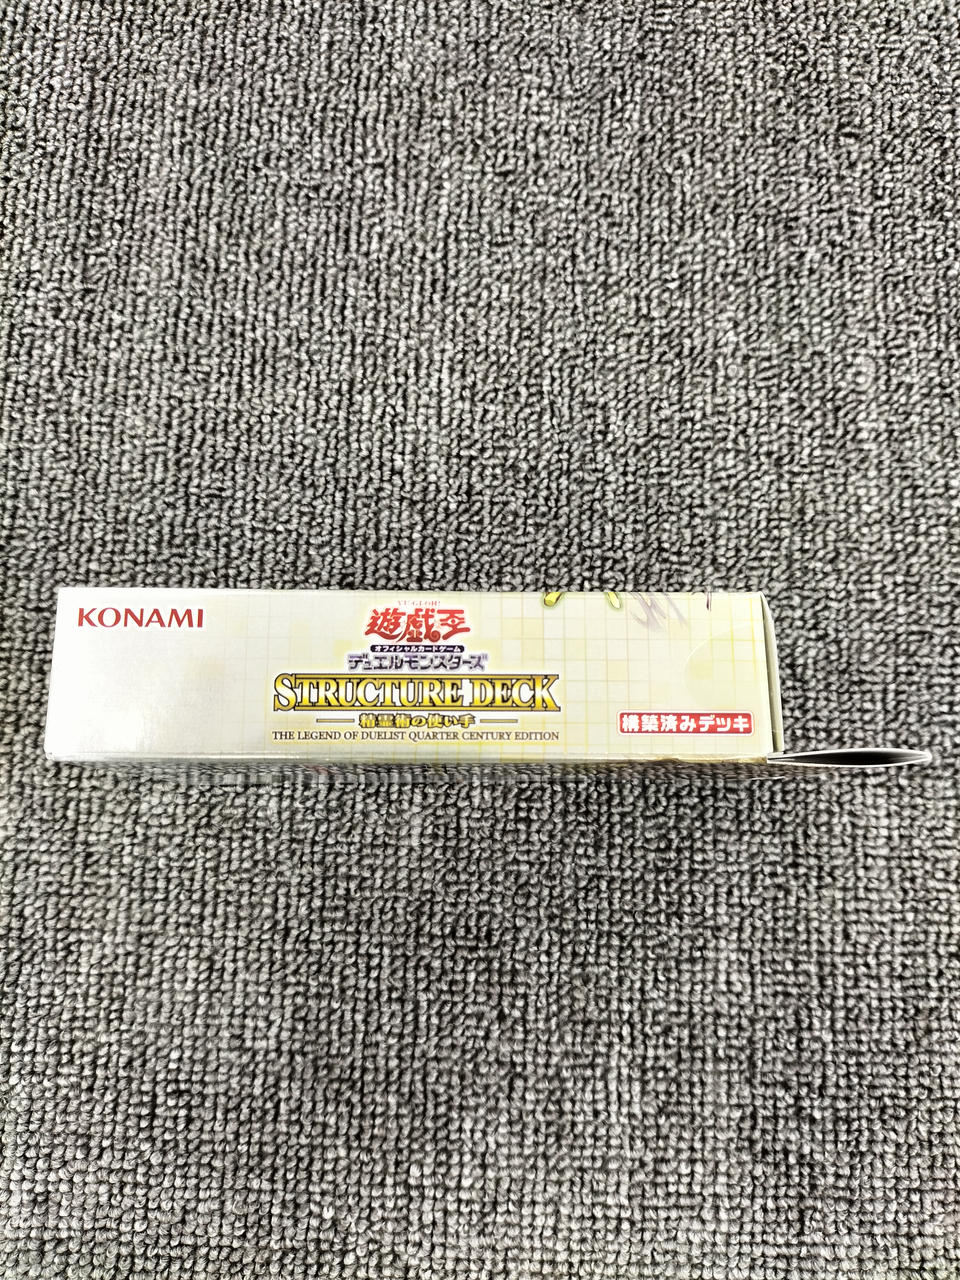 KONAMI
YU-GI-OH!
遊戯王
オフィシャルカードゲーム
デュエルモンスターズ
STRUCTURE DECK
精霊術の使い手
THE LEGEND OF DUELIST QUARTER CENTURY EDITION
構築済みデッキ